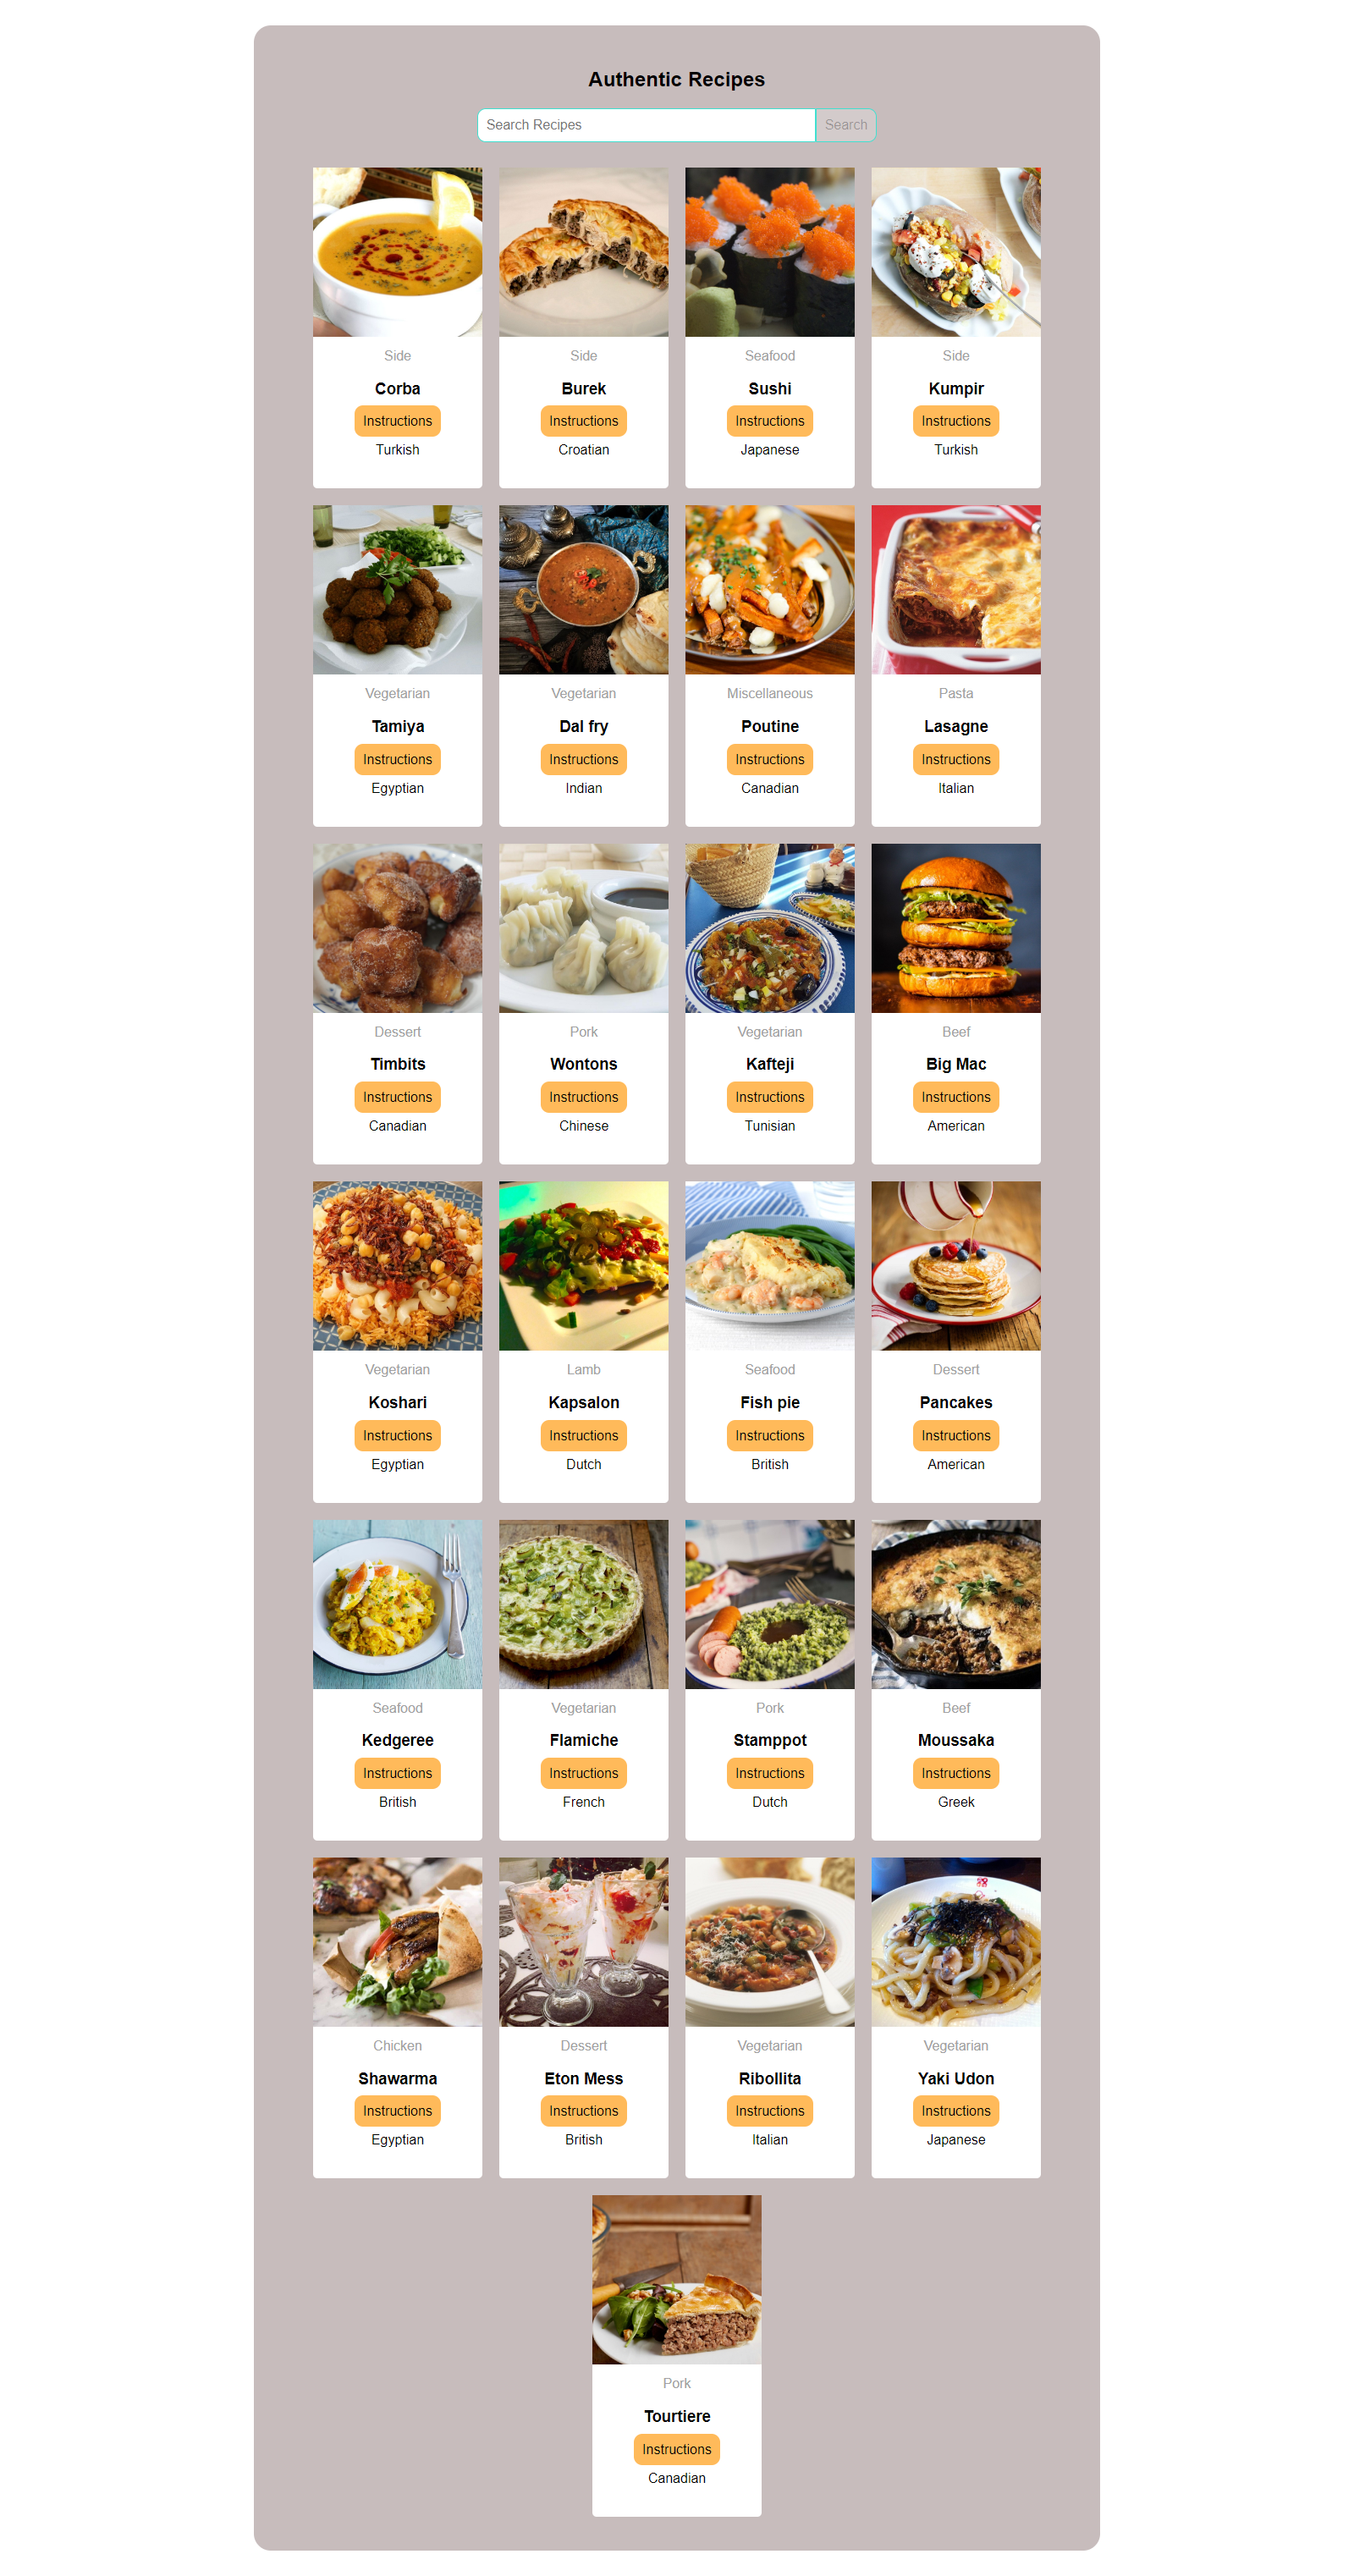 Authentic Recipes
Search Recipes
Search
Side
Corba
Instructions
Turkish
Side
Burek
Instructions
Croatian
Seafood
Sushi
Instructions
Japanese
Side
Kumpir
Instructions
Turkish
Vegetarian
Tamiya
Instructions
Egyptian
Vegetarian
Dal fry
Instructions
Indian
Miscellaneous
Poutine
Instructions
Canadian
Pasta
Lasagne
Instructions
Italian
Dessert
Timbits
Instructions
Canadian
Pork
Wontons
Instructions
Chinese
Vegetarian
Kafteji
Instructions
Tunisian
Beef
Big Mac
Instructions
American
Vegetarian
Koshari
Instructions
Egyptian
Lamb
Kapsalon
Instructions
Dutch
Seafood
Fish pie
Instructions
British
Dessert
Pancakes
Instructions
American
Seafood
Kedgeree
Instructions
British
Vegetarian
Flamiche
Instructions
French
Pork
Stamppot
Instructions
Dutch
Beef
Moussaka
Instructions
Greek
Chicken
Shawarma
Instructions
Egyptian
Dessert
Eton Mess
Instructions
British
Vegetarian
Ribollita
Instructions
Italian
Vegetarian
Yaki Udon
Instructions
Japanese
Pork
Tourtiere
Instructions
Canadian